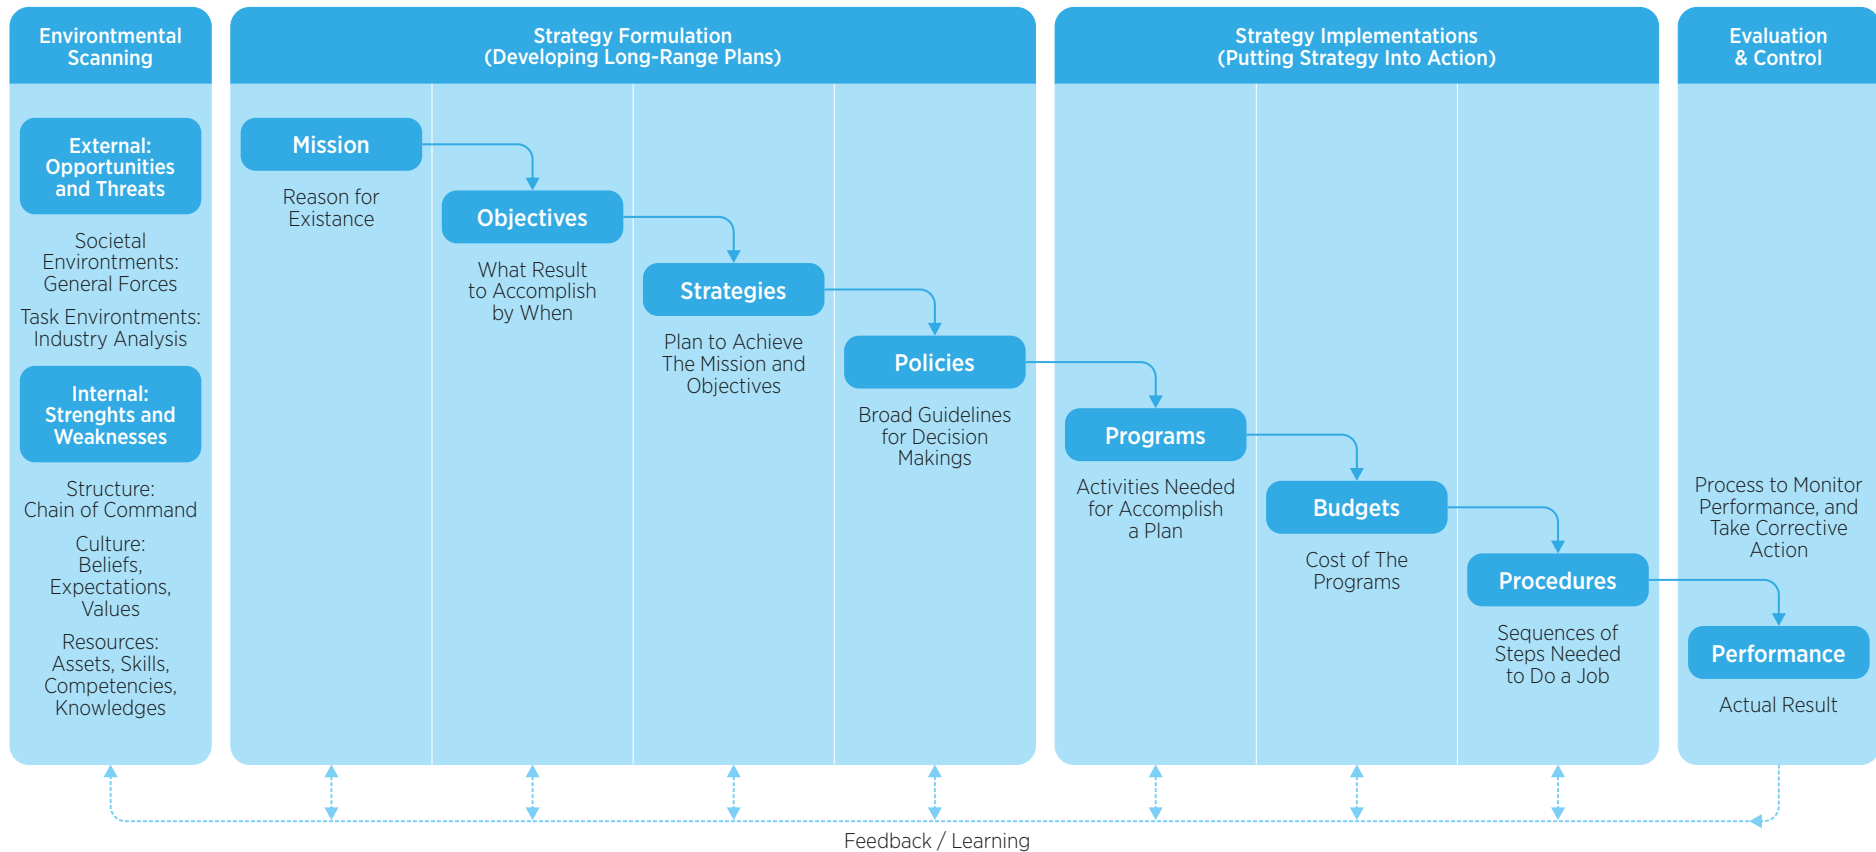 Environtmental
Scanning
External:
Opportunities
and Threats
Societal
Environtments:
General Forces
Task Environtments:
Industry Analysis
Internal:
Strenghts and
Weaknesses
Structure:
Chain of Command
Culture:
Beliefs,
Expectations,
Values
Resources:
Assets, Skills,
Competencies,
Knowledges
Strategy Formulation
(Developing Long-Range Plans)
Mission
Reason for
Existance
Objectives
What Result
to Accomplish
by When
Strategies
Plan to Achieve
The Mission and
Objectives
Policies
Broad Guidelines
for Decision
Makings
Strategy Implementations
(Putting Strategy Into Action)
Programs
Activities Needed
for Accomplish
a Plan
Budgets
Cost of The
Programs
Procedures
Sequences of
Steps Needed
to Do a Job
Evaluation
& Control
Process to Monitor
Performance, and
Take Corrective
Action
Performance
Actual Result
Feedback / Learning